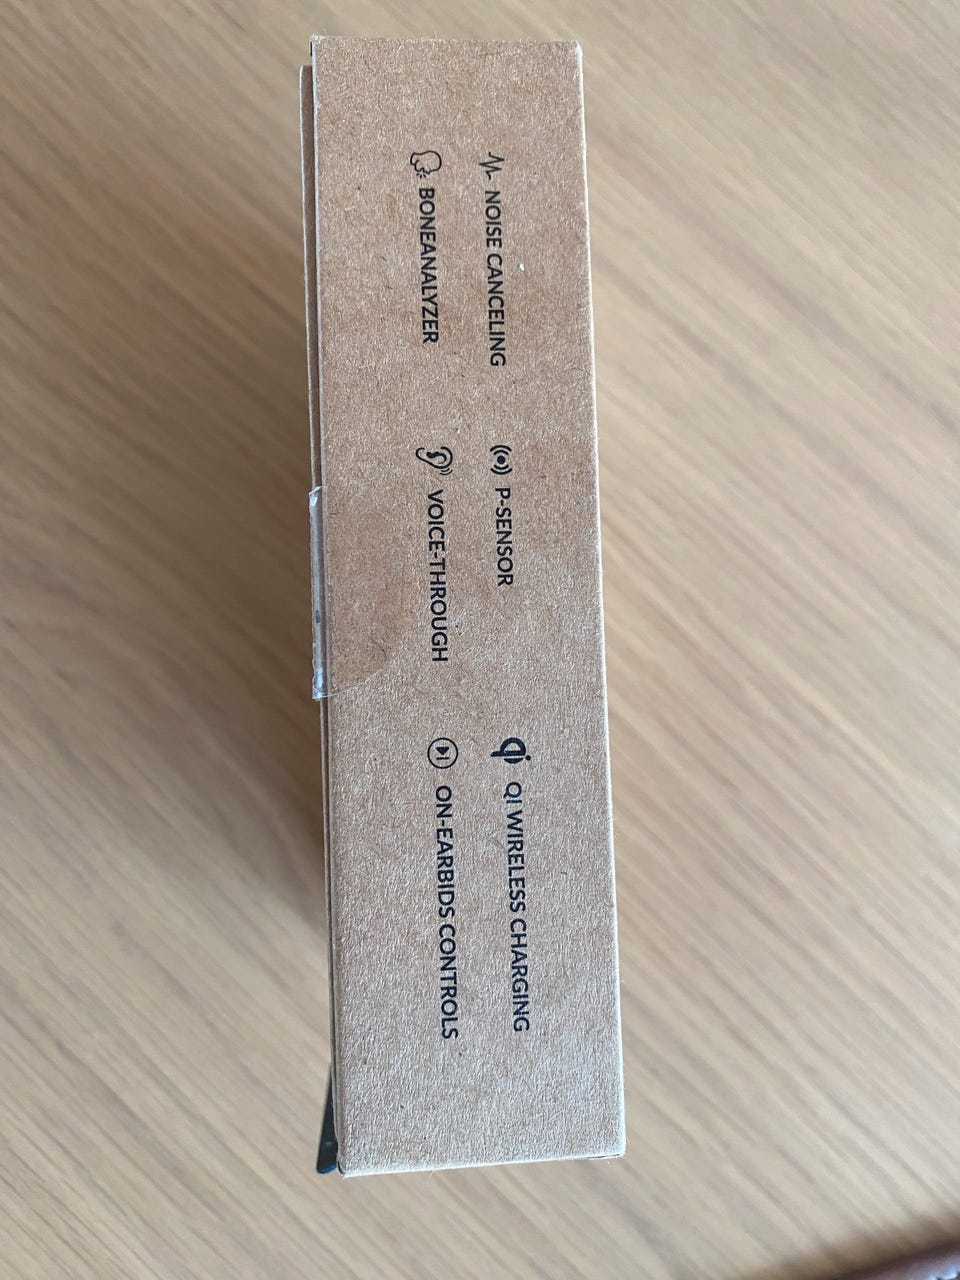 NOISE CANCELING
P-SENSOR
QI WIRELESS CHARGING
BONEANALYZER
VOICE-THROUGH
ON-EARBIDS CONTROLS